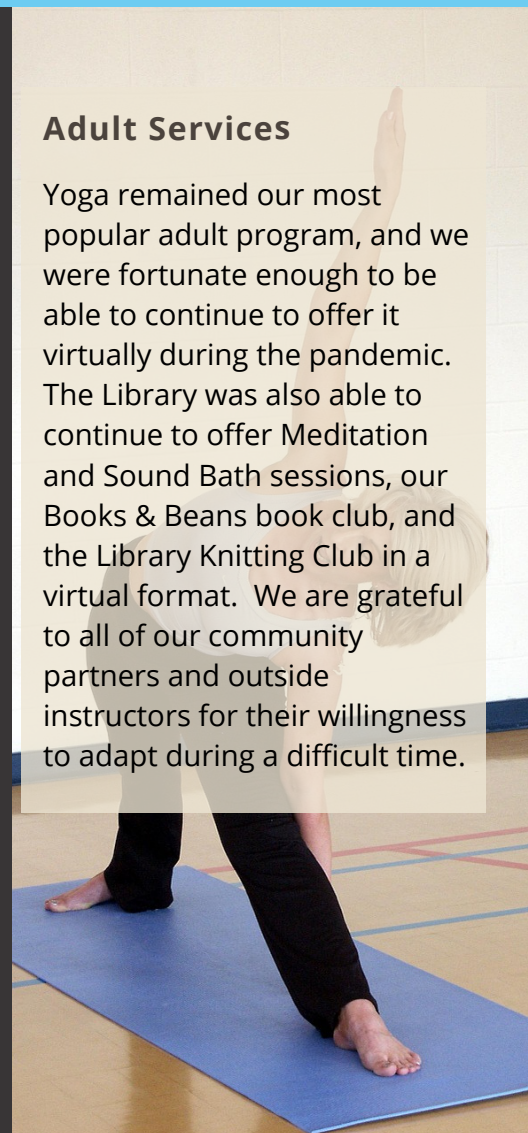 Adult Services
Yoga remained our most
popular adult program, and we
were fortunate enough to be
able to continue to offer it
virtually during the pandemic.
The Library was also able to
continue to offer Meditation
and Sound Bath sessions, our
Books & Beans book club, and
the Library Knitting Club in a
virtual format.  We are grateful
to all of our community
partners and outside
instructors for their willingness
to adapt during a difficult time.